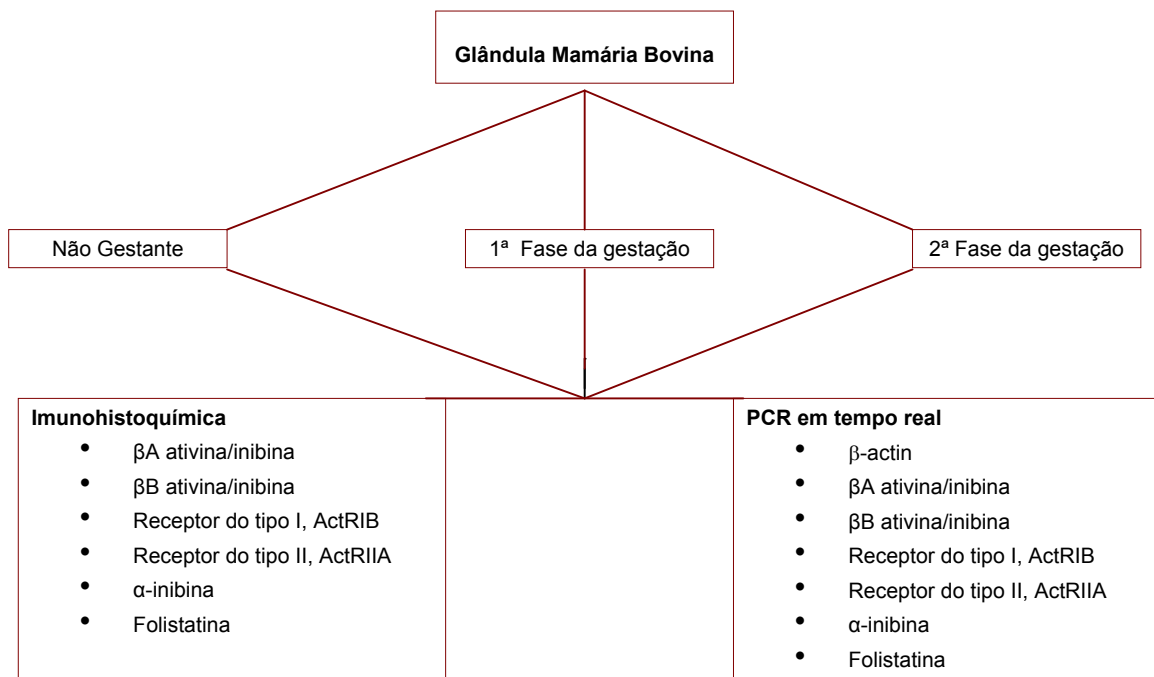 Glândula Mamária Bovina
Não Gestante
1ª Fase da gestação
2ª Fase da gestação
Imunohistoquímica
• βA ativina/inibina
• βB ativina/inibina
• Receptor do tipo I, ActRIB
• Receptor do tipo II, ActRIIA
• α-inibina
• Folistatina
PCR em tempo real
• β-actin
• βA ativina/inibina
• βB ativina/inibina
• Receptor do tipo I, ActRIB
• Receptor do tipo II, ActRIIA
• α-inibina
• Folistatina